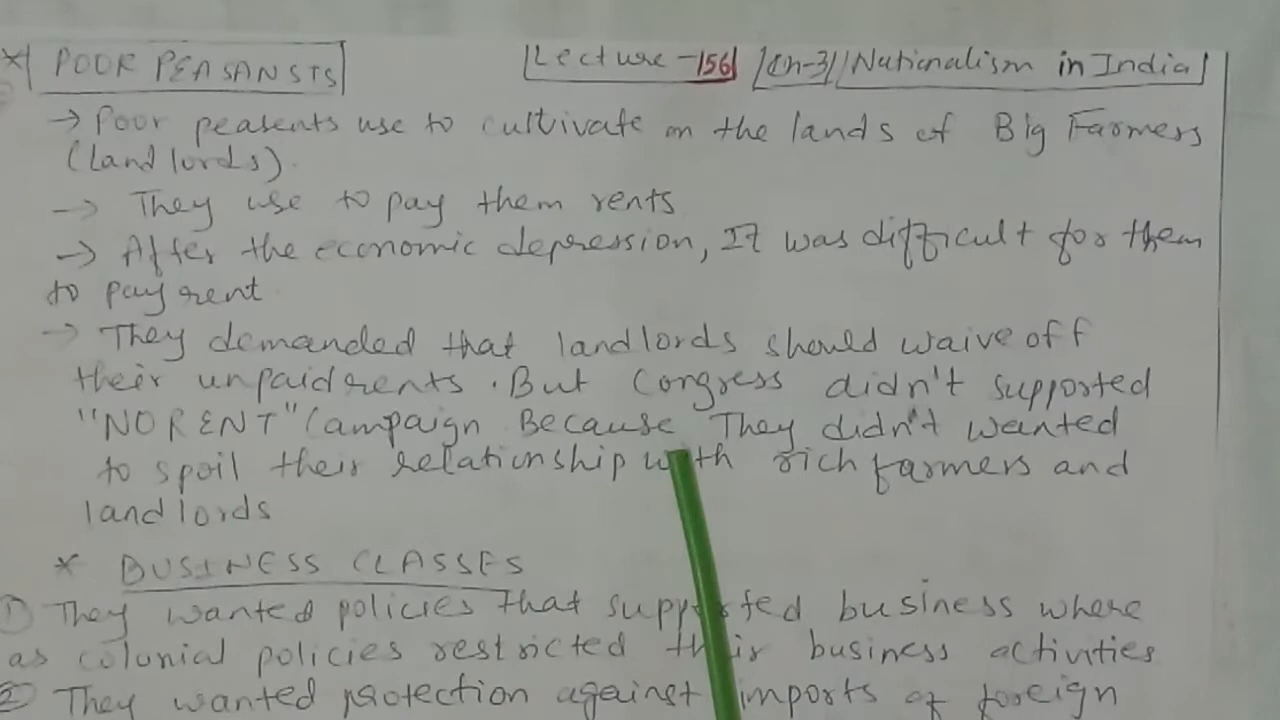 * POOR PEASANSTS
Lecture -156 Ch-3 Nationalism in India
→ Poor peasents use to cultivate on the lands of Big Farmers
(Land lords).
→ They use to pay them rents
→ After the economic depression, It was difficult for them
to pay rent
→ They demanded that landlords should waive off
their unpaid rents. But Congress didn't supported
"NO RENT" Campaign Because They didn't wanted
to spoil their relationship with rich farmers and
landlords
* BUSINESS CLASSES
① They wanted policies that supported business where
as colonial policies restricted their business activities
② They wanted protection against imports of foreign